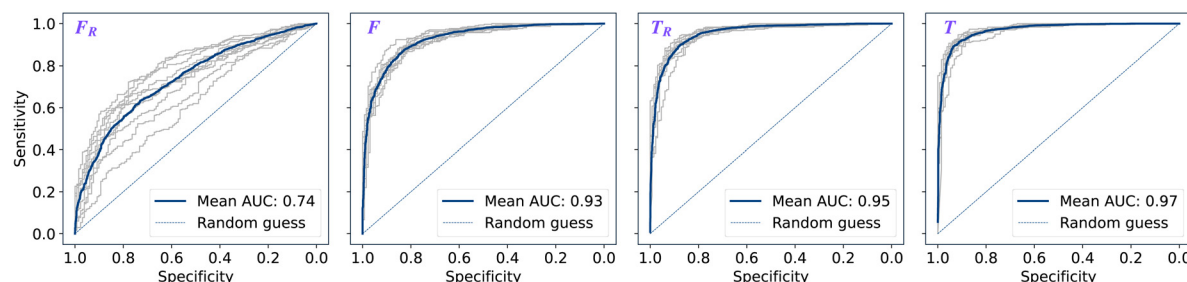 F_R
F
T_R
T
Sensitivity
1.0
0.8
0.6
0.4
0.2
0.0
Mean AUC: 0.74
Random guess
Mean AUC: 0.93
Random guess
Mean AUC: 0.95
Random guess
Mean AUC: 0.97
Random guess
1.0 0.8 0.6 0.4 0.2 0.0
1.0 0.8 0.6 0.4 0.2 0.0
1.0 0.8 0.6 0.4 0.2 0.0
1.0 0.8 0.6 0.4 0.2 0.0
Specificity
Specificity
Specificity
Specificity